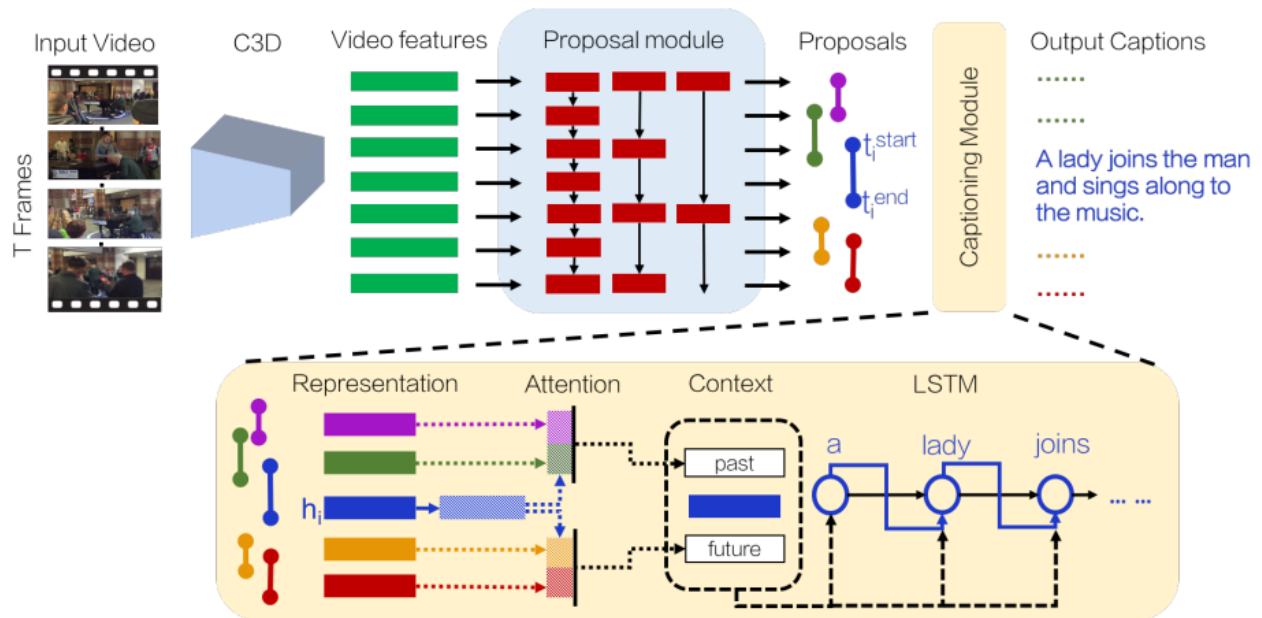 Input Video
C3D
Video features
Proposal module
Proposals
Captioning Module
Output Captions
T Frames
t_i^start
t_i^end
......
......
A lady joins the man
and sings along to
the music.
......
......
Representation
Attention
Context
LSTM
h_i
past
future
a
lady
joins
... ...